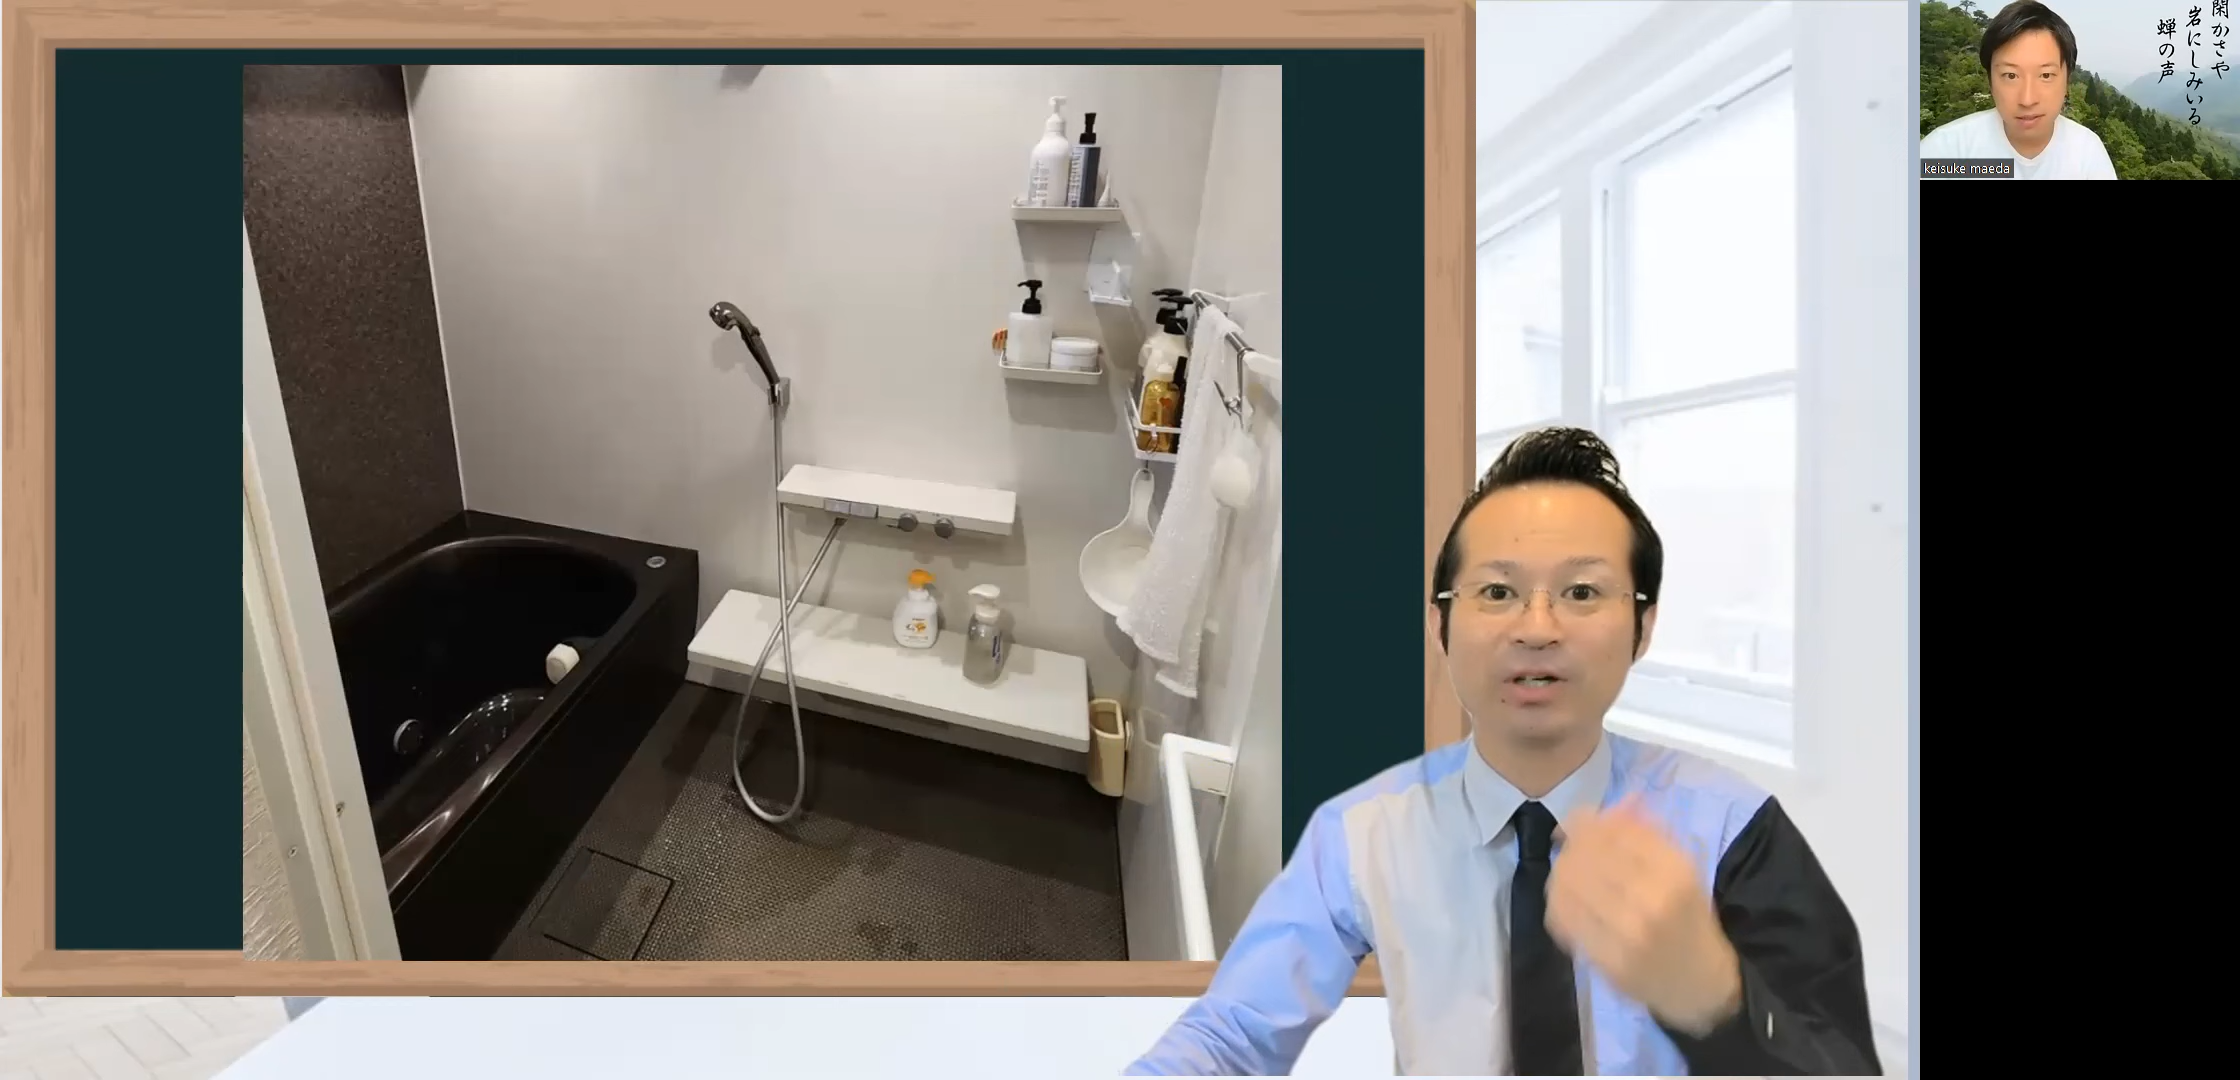 閑かさや
岩にしみいる
蝉の声
keisuke maeda